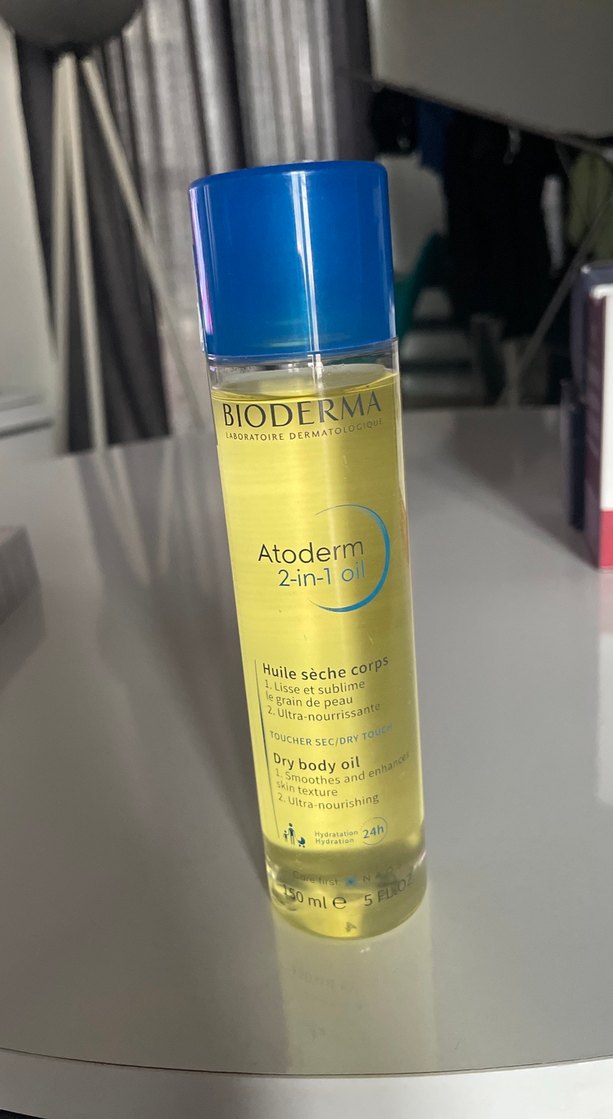 BIODERMA
LABORATOIRE DERMATOLOGIQUE
Atoderm
2-in-1 oil
Huile sèche corps
1. Lisse et sublime
le grain de peau
2. Ultra-nourrissante
TOUCHER SEC/DRY TOUCH
Dry body oil
1. Smoothes and enhances
skin texture
2. Ultra-nourishing
Hydratation
Hydration
24h
Care first
150 ml e 5 FL.OZ